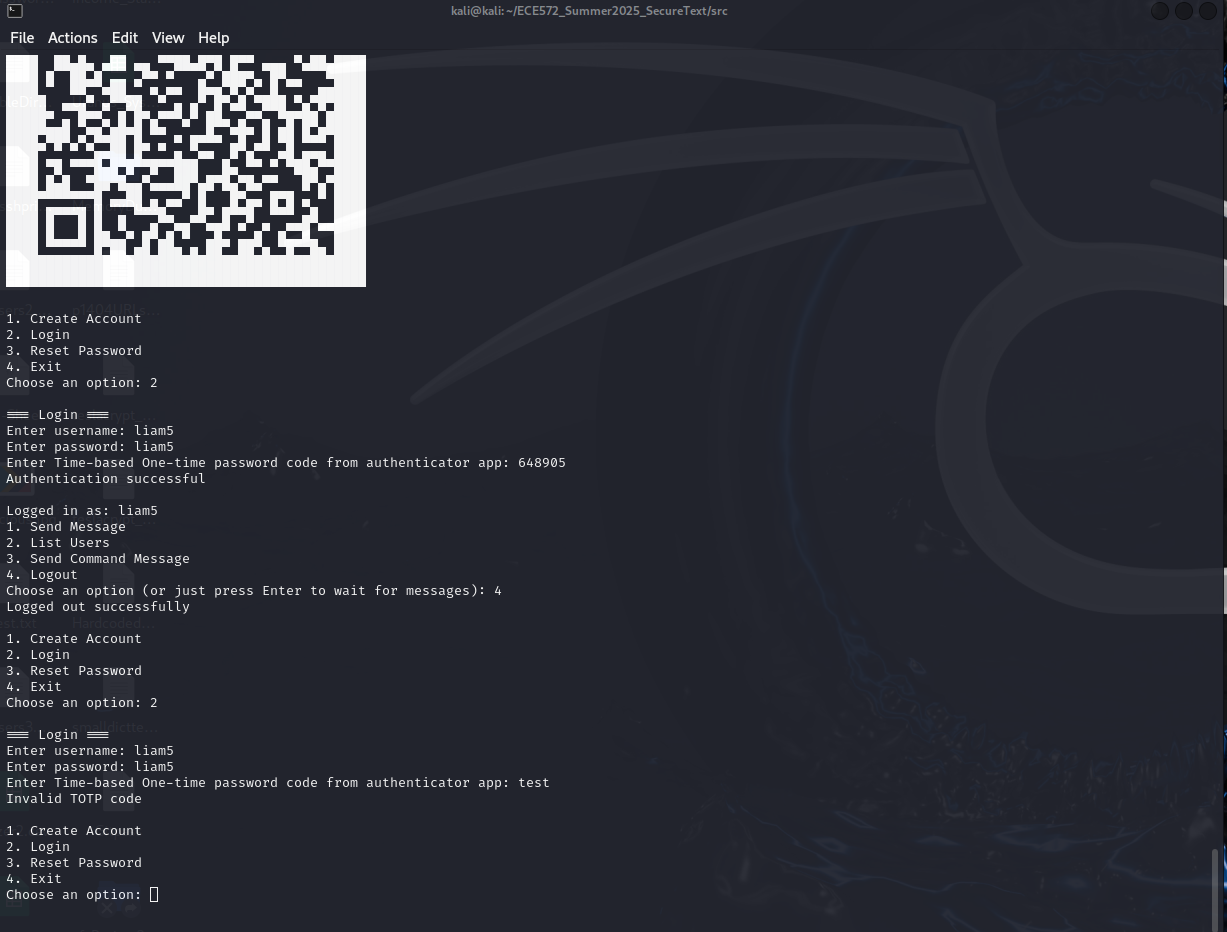 kali@kali: ~/ECE572_Summer2025_SecureText/src
File Actions Edit View Help
1. Create Account
2. Login
3. Reset Password
4. Exit
Choose an option: 2
=== Login ===
Enter username: liam5
Enter password: liam5
Enter Time-based One-time password code from authenticator app: 648905
Authentication successful
Logged in as: liam5
1. Send Message
2. List Users
3. Send Command Message
4. Logout
Choose an option (or just press Enter to wait for messages): 4
Logged out successfully
1. Create Account
2. Login
3. Reset Password
4. Exit
Choose an option: 2
=== Login ===
Enter username: liam5
Enter password: liam5
Enter Time-based One-time password code from authenticator app: test
Invalid TOTP code
1. Create Account
2. Login
3. Reset Password
4. Exit
Choose an option: